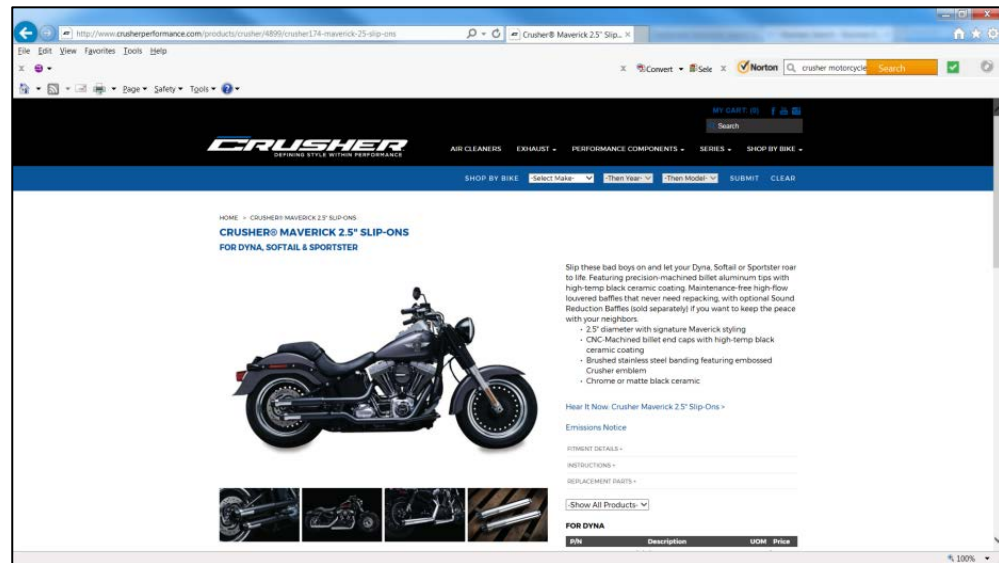 http://www.crusherperformance.com/products/crusher/4899/crusher174-maverick-25-slip-ons
Crusher® Maverick 2.5" Slip... ×
File Edit View Favorites Tools Help
x Convert Sele x Norton crusher motorcycle Search
Page Safety Tools
MY CART: (0)
Search
CRUSHER
DEFINING STYLE WITHIN PERFORMANCE
AIR CLEANERS EXHAUST PERFORMANCE COMPONENTS SERIES SHOP BY BIKE
SHOP BY BIKE -Select Make- -Then Year- -Then Model- SUBMIT CLEAR
HOME > CRUSHER® MAVERICK 2.5" SLIP-ONS
CRUSHER® MAVERICK 2.5" SLIP-ONS
FOR DYNA, SOFTAIL & SPORTSTER
Slip these bad boys on and let your Dyna, Softail or Sportster roar
to life. Featuring precision-machined billet aluminum tips with
high-temp black ceramic coating. Maintenance-free high-flow
louvered baffles that never need repacking, with optional Sound
Reduction Baffles (sold separately) if you want to keep the peace
with your neighbors.
• 2.5" diameter with signature Maverick styling
• CNC-Machined billet end caps with high-temp black
ceramic coating
• Brushed stainless steel banding featuring embossed
Crusher emblem
• Chrome or matte black ceramic
Hear It Now: Crusher Maverick 2.5" Slip-Ons >
Emissions Notice
FITMENT DETAILS +
INSTRUCTIONS +
REPLACEMENT PARTS +
-Show All Products-
FOR DYNA
P/N Description UOM Price
100%